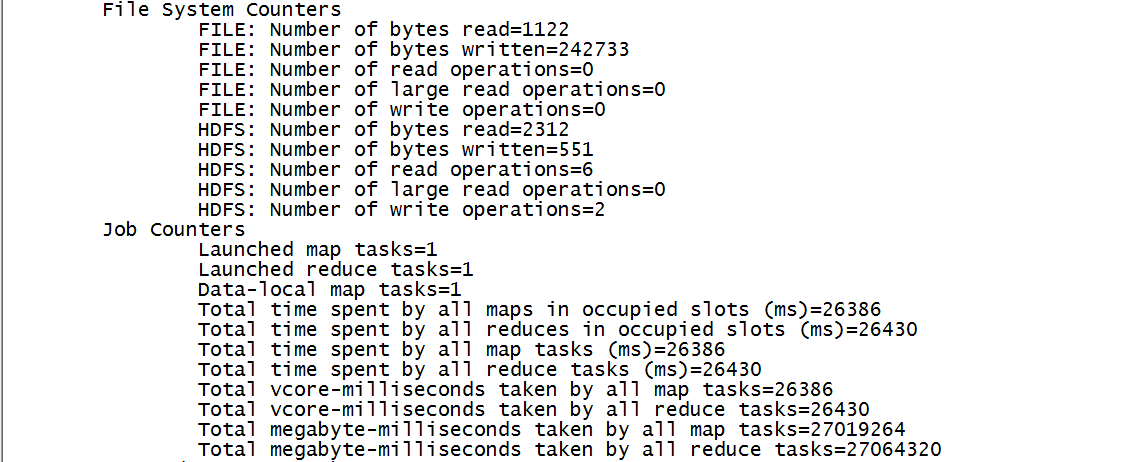 File System Counters
FILE: Number of bytes read=1122
FILE: Number of bytes written=242733
FILE: Number of read operations=0
FILE: Number of large read operations=0
FILE: Number of write operations=0
HDFS: Number of bytes read=2312
HDFS: Number of bytes written=551
HDFS: Number of read operations=6
HDFS: Number of large read operations=0
HDFS: Number of write operations=2
Job Counters
Launched map tasks=1
Launched reduce tasks=1
Data-local map tasks=1
Total time spent by all maps in occupied slots (ms)=26386
Total time spent by all reduces in occupied slots (ms)=26430
Total time spent by all map tasks (ms)=26386
Total time spent by all reduce tasks (ms)=26430
Total vcore-milliseconds taken by all map tasks=26386
Total vcore-milliseconds taken by all reduce tasks=26430
Total megabyte-milliseconds taken by all map tasks=27019264
Total megabyte-milliseconds taken by all reduce tasks=27064320